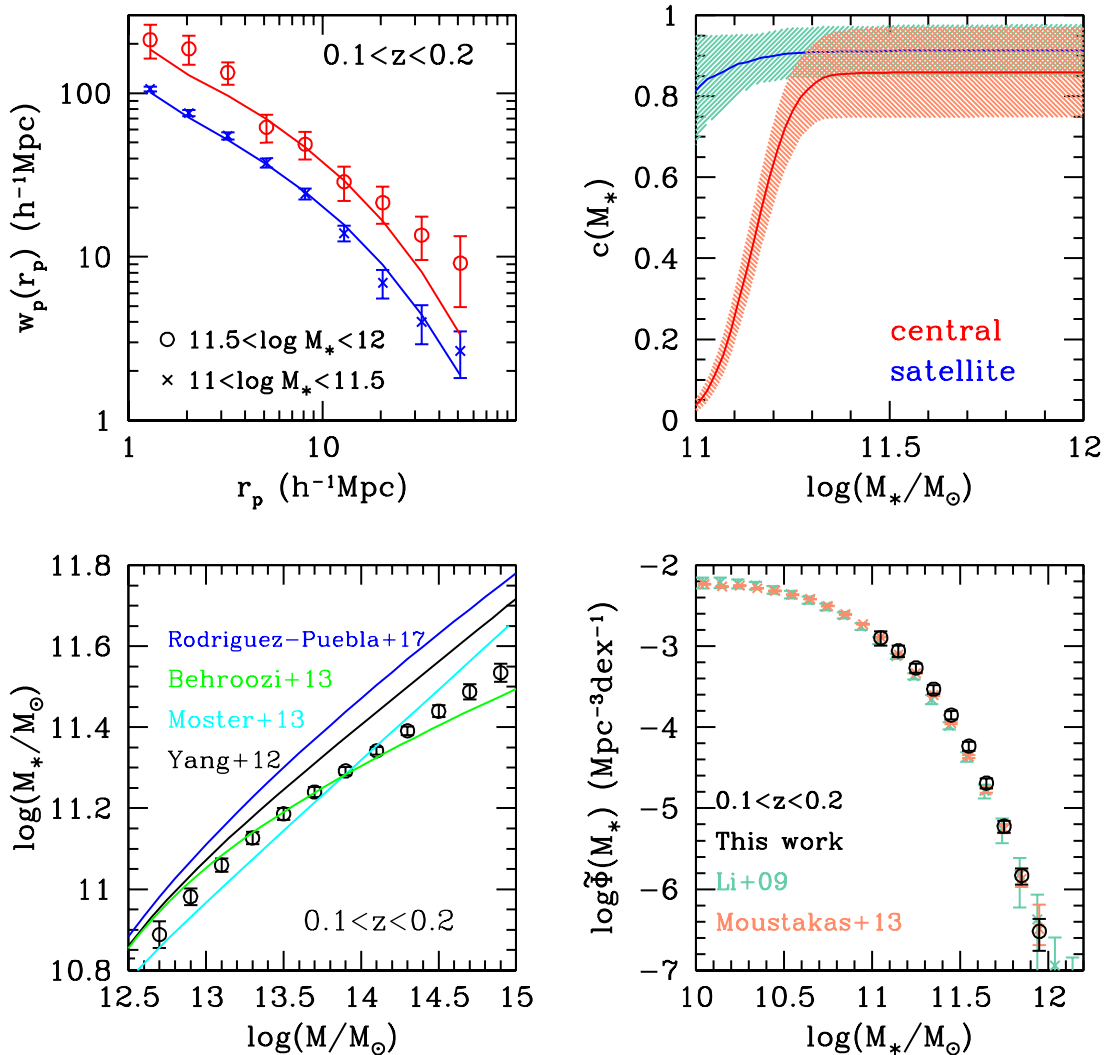 0.1<z<0.2
100
10
1
w_p(r_p) (h⁻¹Mpc)
11.5<log M_*<12
11<log M_*<11.5
1 10
r_p (h⁻¹Mpc)
1
0.8
0.6
0.4
0.2
0
c(M_*)
central
satellite
11 11.5 12
log(M_*/M_⊙)
11.8
11.6
11.4
11.2
11
10.8
log(M_*/M_⊙)
Rodriguez-Puebla+17
Behroozi+13
Moster+13
Yang+12
0.1<z<0.2
12.5 13 13.5 14 14.5 15
log(M/M_⊙)
−2
−3
−4
−5
−6
−7
logΦ̃(M_*) (Mpc⁻³dex⁻¹)
0.1<z<0.2
This work
Li+09
Moustakas+13
10 10.5 11 11.5 12
log(M_*/M_⊙)